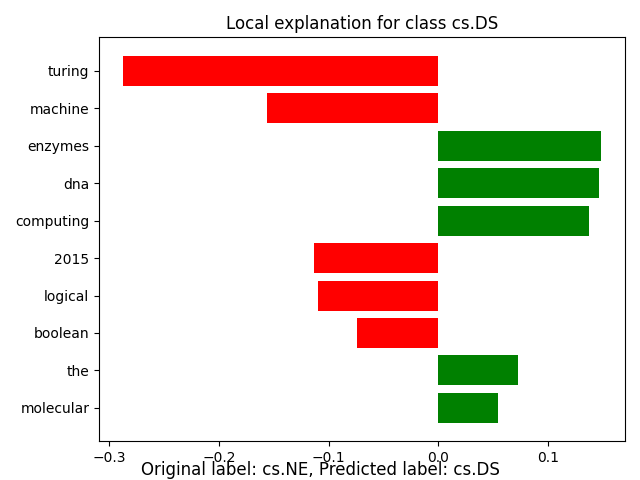 Local explanation for class cs.DS
turing
machine
enzymes
dna
computing
2015
logical
boolean
the
molecular
−0.3 −0.2 −0.1 0.0 0.1
Original label: cs.NE, Predicted label: cs.DS